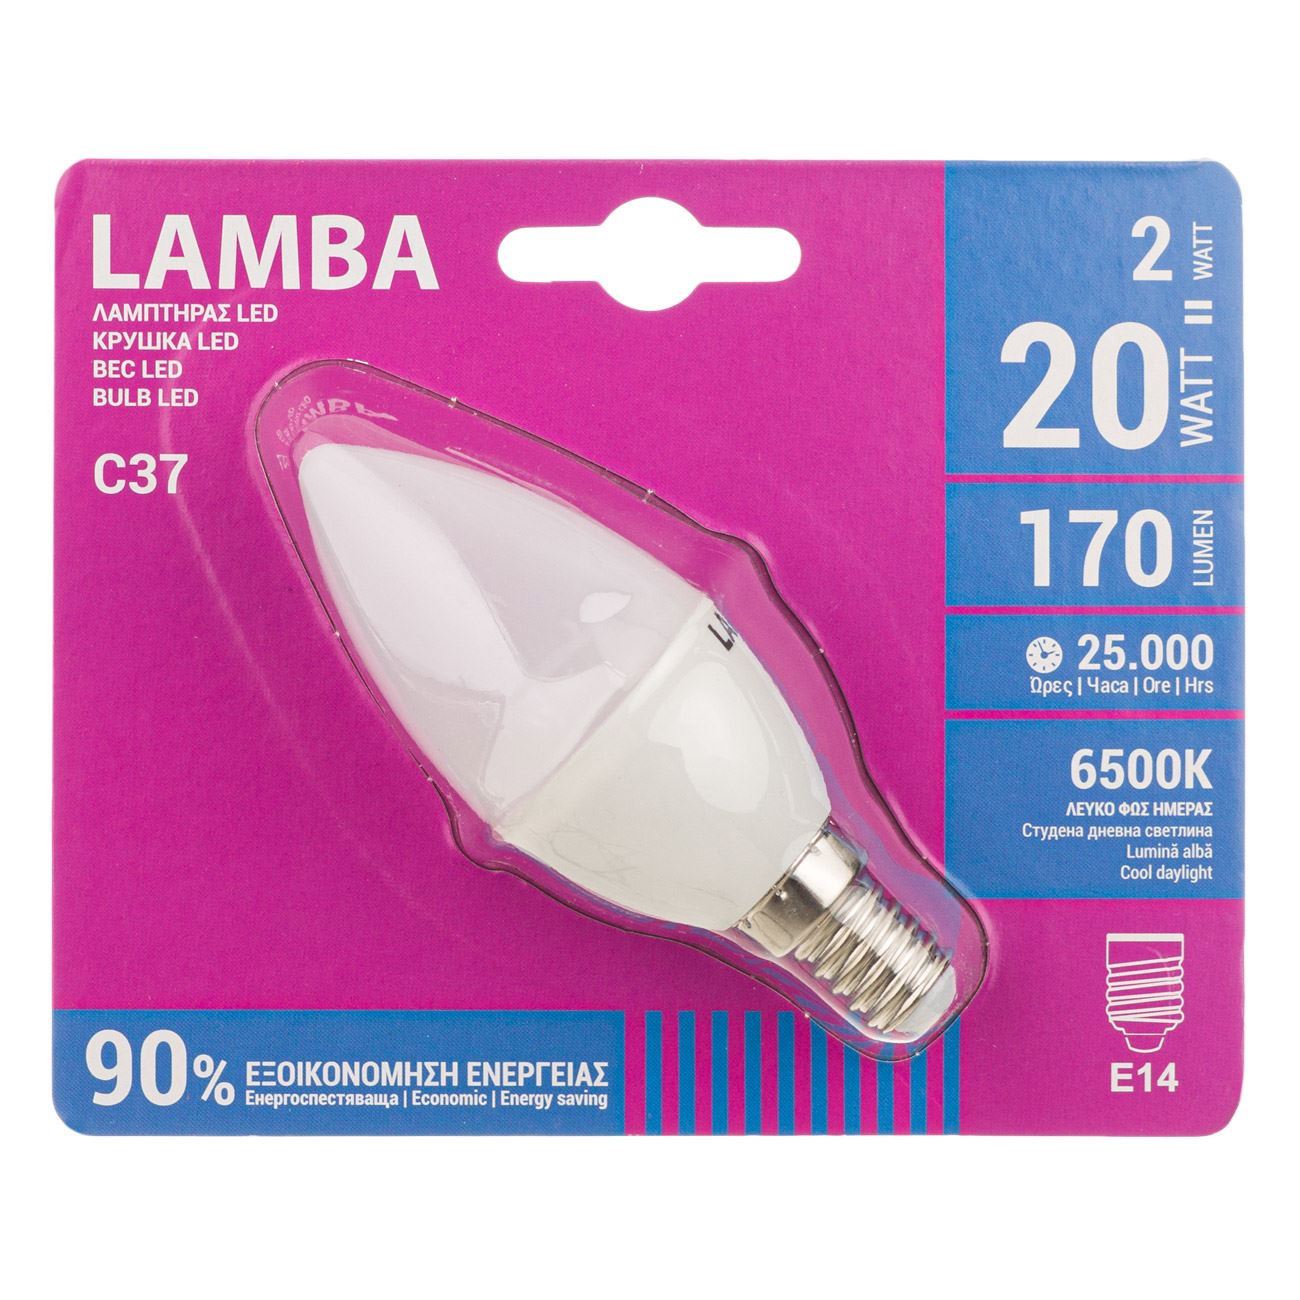 LAMBA
ΛΑΜΠΤΗΡΑΣ LED
КРУШКА LED
BEC LED
BULB LED
C37
2 WATT
=
20 WATT
170 LUMEN
25.000
Ώρες | Часа | Ore | Hrs
6500K
ΛΕΥΚΟ ΦΩΣ ΗΜΕΡΑΣ
Студена дневна светлина
Lumină albă
Cool daylight
E14
90% ΕΞΟΙΚΟΝΟΜΗΣΗ ΕΝΕΡΓΕΙΑΣ
Енергоспестяваща | Economic | Energy saving